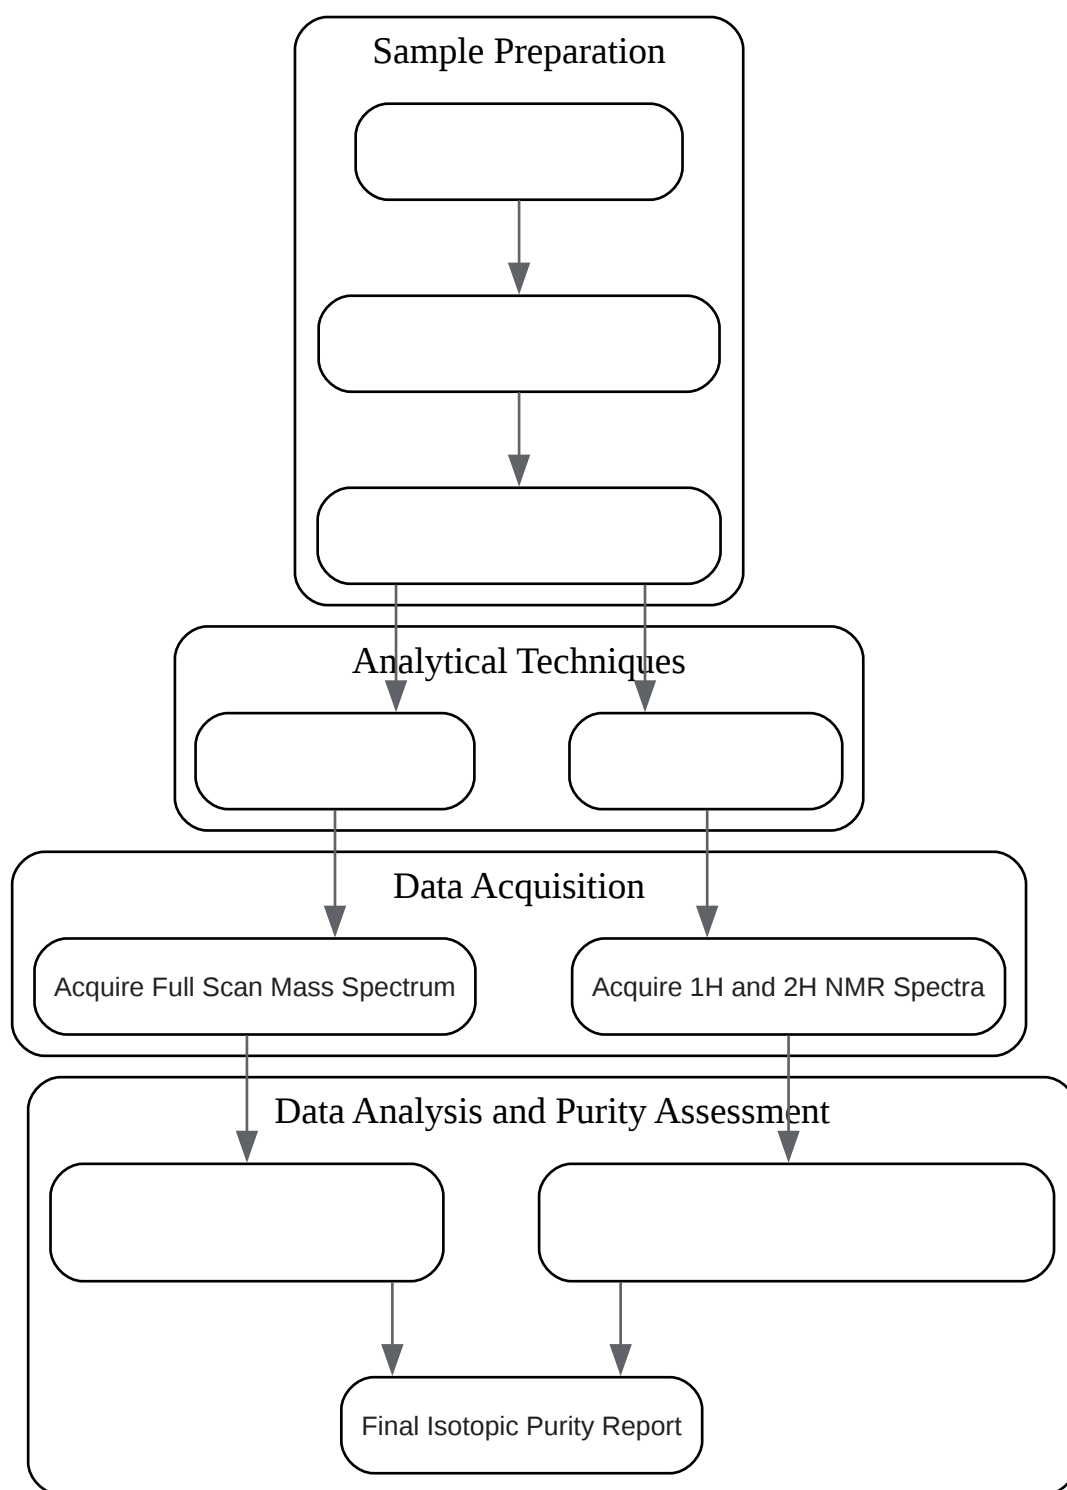 Sample Preparation
Analytical Techniques
Data Acquisition
Acquire Full Scan Mass Spectrum
Acquire 1H and 2H NMR Spectra
Data Analysis and Purity Assessment
Final Isotopic Purity Report